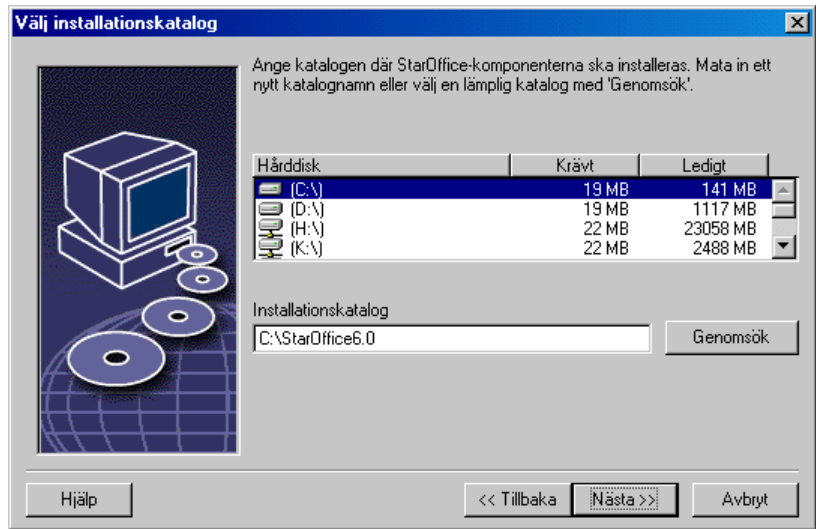 Välj installationskatalog
Ange katalogen där StarOffice-komponenterna ska installeras. Mata in ett
nytt katalognamn eller välj en lämplig katalog med 'Genomsök'.
Hårddisk Krävt Ledigt
(C:\) 19 MB 141 MB
(D:\) 19 MB 1117 MB
(H:\) 22 MB 23058 MB
(K:\) 22 MB 2488 MB
Installationskatalog
C:\StarOffice6.0 Genomsök
Hjälp << Tillbaka Nästa >> Avbryt